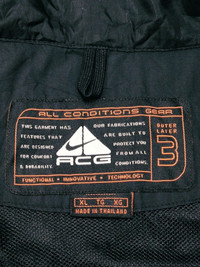 ALL CONDITIONS GEAR
THIS GARMENT HAS
FEATURES THAT
ARE DESIGNED
FOR COMFORT
& DURABILITY.
ACG
OUR FABRICATIONS
ARE BUILT TO
PROTECT YOU
FROM ALL
CONDITIONS.
OUTER
LAYER
3
FUNCTIONAL • INNOVATIVE • TECHNOLOGY
XL TG XG
MADE IN THAILAND